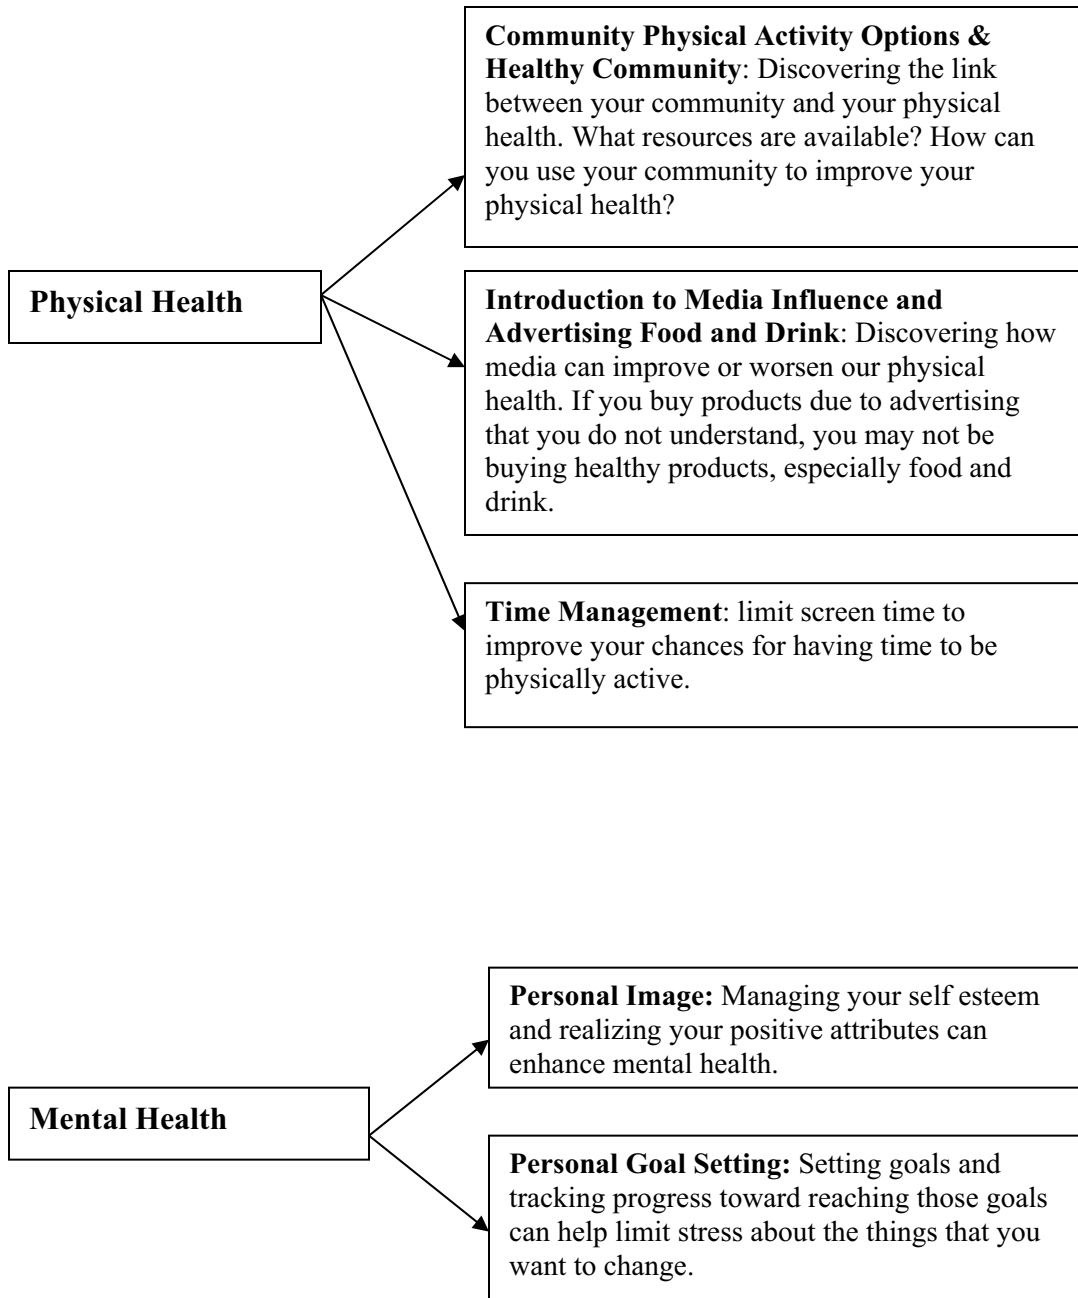 Community Physical Activity Options &
Healthy Community: Discovering the link
between your community and your physical
health. What resources are available? How can
you use your community to improve your
physical health?
Physical Health
Introduction to Media Influence and
Advertising Food and Drink: Discovering how
media can improve or worsen our physical
health. If you buy products due to advertising
that you do not understand, you may not be
buying healthy products, especially food and
drink.
Time Management: limit screen time to
improve your chances for having time to be
physically active.
Personal Image: Managing your self esteem
and realizing your positive attributes can
enhance mental health.
Mental Health
Personal Goal Setting: Setting goals and
tracking progress toward reaching those goals
can help limit stress about the things that you
want to change.